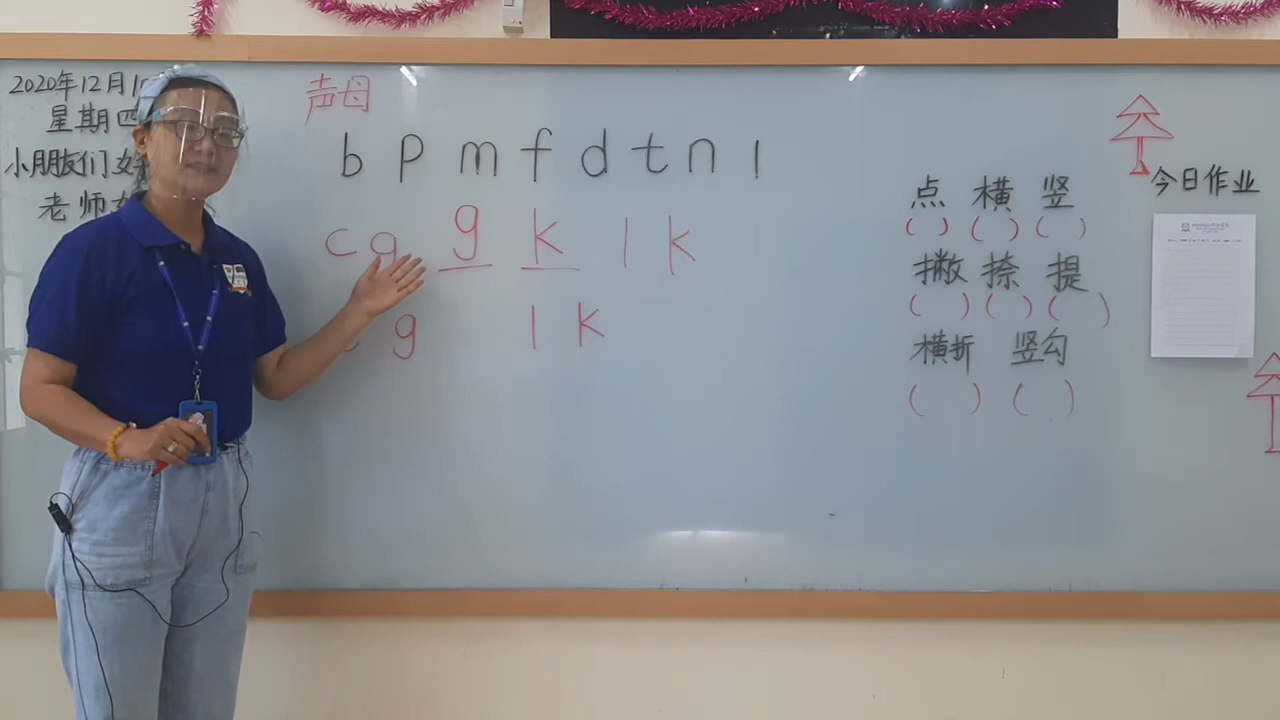 2020年12月1
星期四
小朋友们好
老师好
声母
b p m f d t n l
c g g k l k
g l k
点 横 竖
( ) ( ) ( )
撇 捺 提
( ) ( ) ( )
横折 竖勾
( ) ( )
今日作业